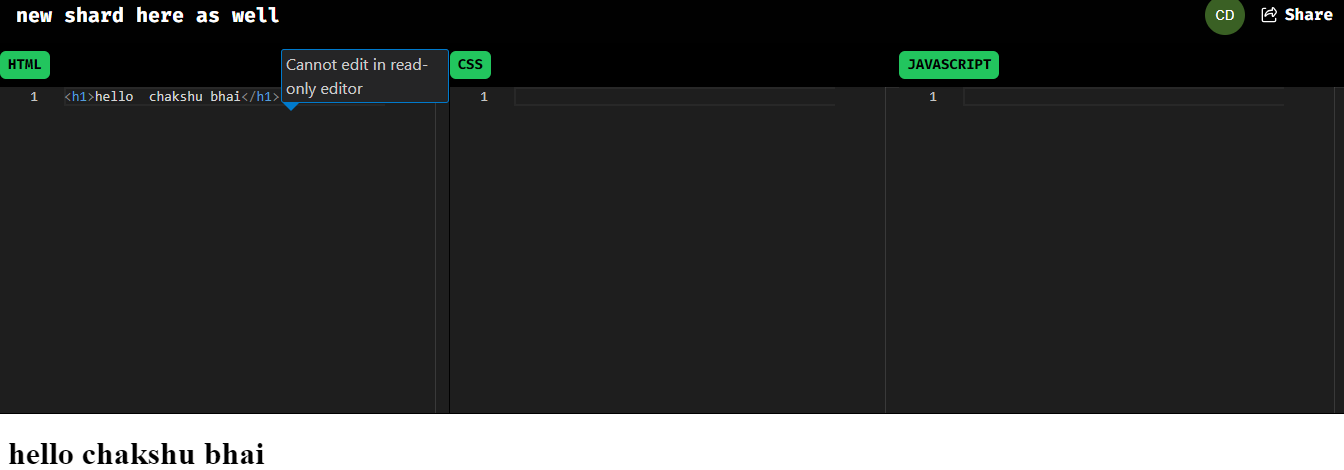 new shard here as well
CD
Share
HTML
Cannot edit in read-
only editor
CSS
JAVASCRIPT
1 <h1>hello  chakshu bhai</h1>
1
1
hello chakshu bhai